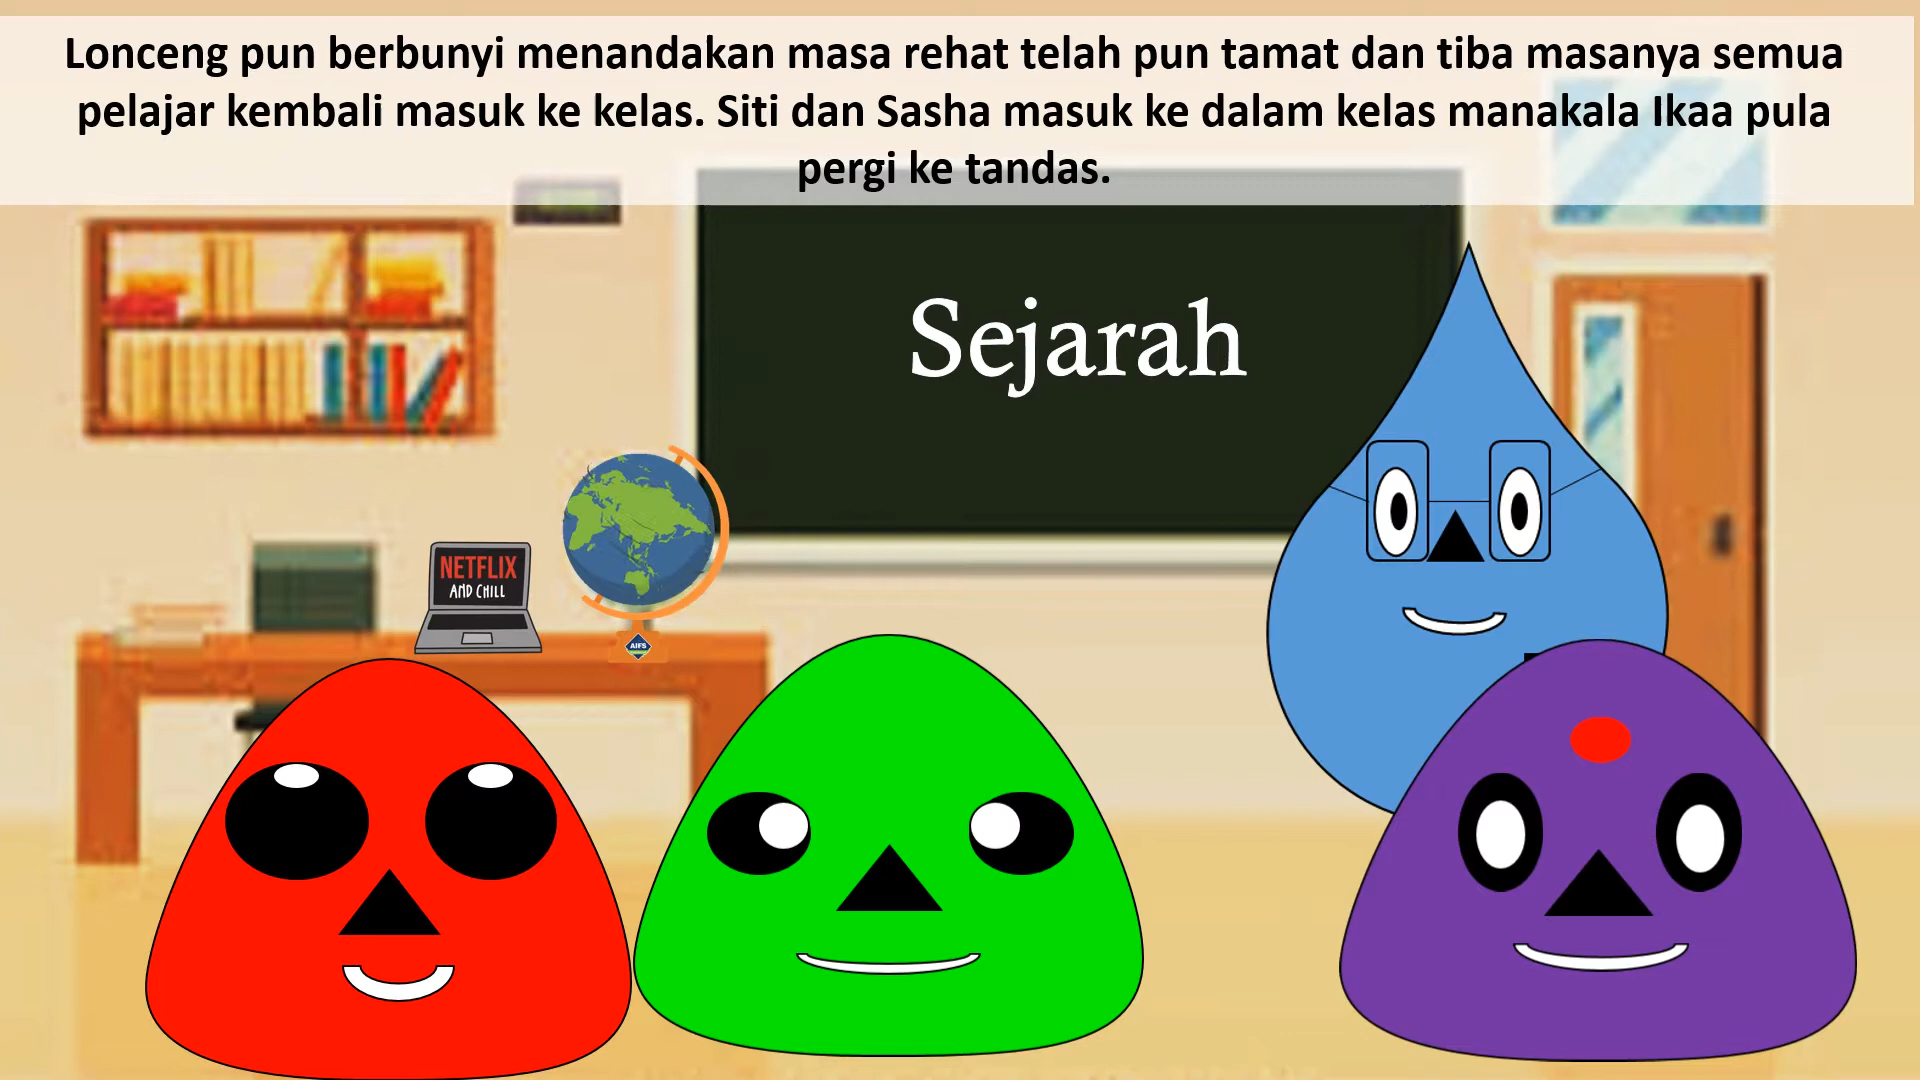 Lonceng pun berbunyi menandakan masa rehat telah pun tamat dan tiba masanya semua
pelajar kembali masuk ke kelas. Siti dan Sasha masuk ke dalam kelas manakala Ikaa pula
pergi ke tandas.
Sejarah
NETFLIX
AND CHILL
AIFS